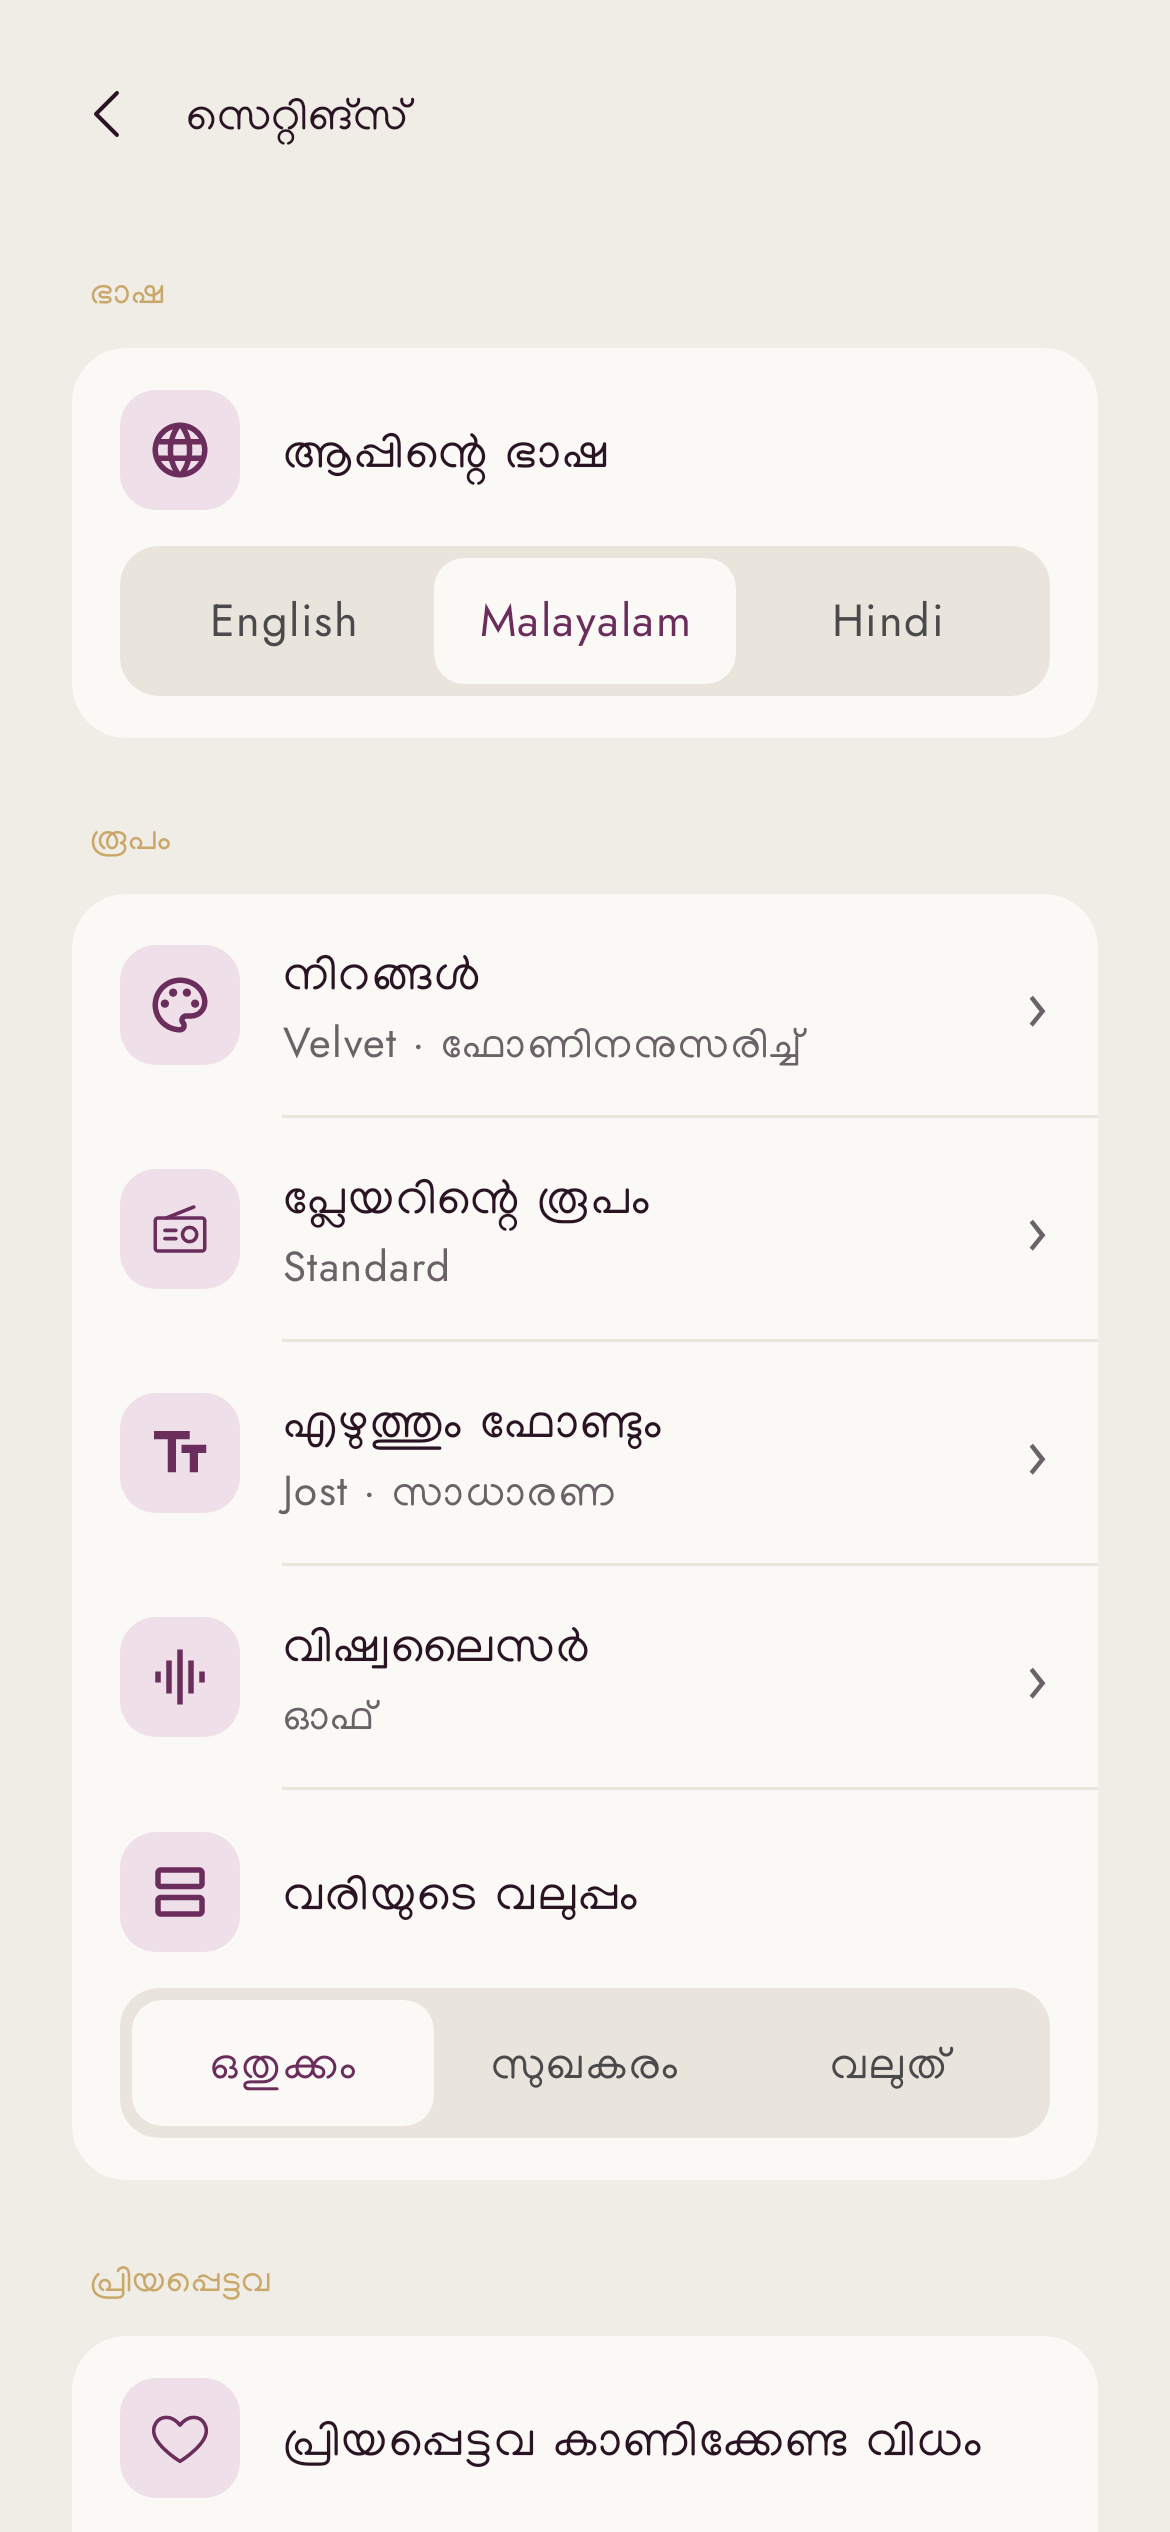 സെറ്റിങ്സ്
ഭാഷ
ആപ്പിന്റെ ഭാഷ
English Malayalam Hindi
രൂപം
നിറങ്ങൾ
Velvet · ഫോണിനനുസരിച്ച്
പ്ലേയറിന്റെ രൂപം
Standard
എഴുത്തും ഫോണ്ടും
Jost · സാധാരണ
വിഷ്വലൈസർ
ഓഫ്
വരിയുടെ വലുപ്പം
ഒതുക്കം സുഖകരം വലുത്
പ്രിയപ്പെട്ടവ
പ്രിയപ്പെട്ടവ കാണിക്കേണ്ട വിധം